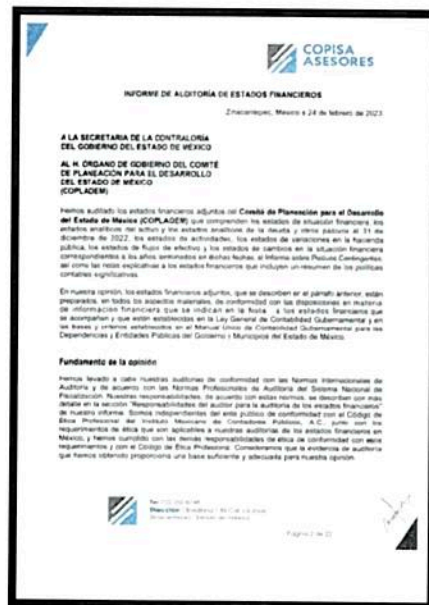 COPISA
ASESORES
INFORME DE AUDITORÍA DE ESTADOS FINANCIEROS
Zinacantepec, México a 24 de febrero de 2023
A LA SECRETARIA DE LA CONTRALORÍA
DEL GOBIERNO DEL ESTADO DE MÉXICO
AL H. ÓRGANO DE GOBIERNO DEL COMITÉ
DE PLANEACIÓN PARA EL DESARROLLO
DEL ESTADO DE MÉXICO
(COPLADEM)
Hemos auditado los estados financieros adjuntos del Comité de Planeación para el Desarrollo
del Estado de México (COPLADEM) que comprenden los estados de situación financiera, los
estados analíticos del activo y los estados analíticos de la deuda y otros pasivos al 31 de
diciembre de 2022, los estados de actividades, los estados de variaciones en la hacienda
pública, los estados de flujos de efectivo y los estados de cambios en la situación financiera
correspondientes a los años terminados en dichas fechas, el Informe sobre Pasivos Contingentes,
así como las notas explicativas a los estados financieros que incluyen un resumen de las políticas
contables significativas.
En nuestra opinión, los estados financieros adjuntos, que se describen en el párrafo anterior, están
preparados, en todos los aspectos materiales, de conformidad con las disposiciones en materia
de información financiera que se indican en la Nota a los estados financieros que
se acompañan y que están establecidas en la Ley General de Contabilidad Gubernamental y en
las bases y criterios establecidos en el Manual Único de Contabilidad Gubernamental para las
Dependencias y Entidades Públicas del Gobierno y Municipios del Estado de México.
Fundamento de la opinión
Hemos llevado a cabo nuestras auditorías de conformidad con las Normas Internacionales de
Auditoría y de acuerdo con las Normas Profesionales de Auditoría del Sistema Nacional de
Fiscalización. Nuestras responsabilidades, de acuerdo con estas normas, se describen con más
detalle en la sección "Responsabilidades del auditor para la auditoría de los estados financieros"
de nuestro informe. Somos independientes del ente público de conformidad con el Código de
Ética Profesional del Instituto Mexicano de Contadores Públicos, A.C., junto con los
requerimientos de ética que son aplicables a nuestras auditorías de los estados financieros en
México, y hemos cumplido con las demás responsabilidades de ética de conformidad con esos
requerimientos y con el Código de Ética Profesional. Consideramos que la evidencia de auditoría
que hemos obtenido proporciona una base suficiente y adecuada para nuestra opinión.
Página 2 de 22